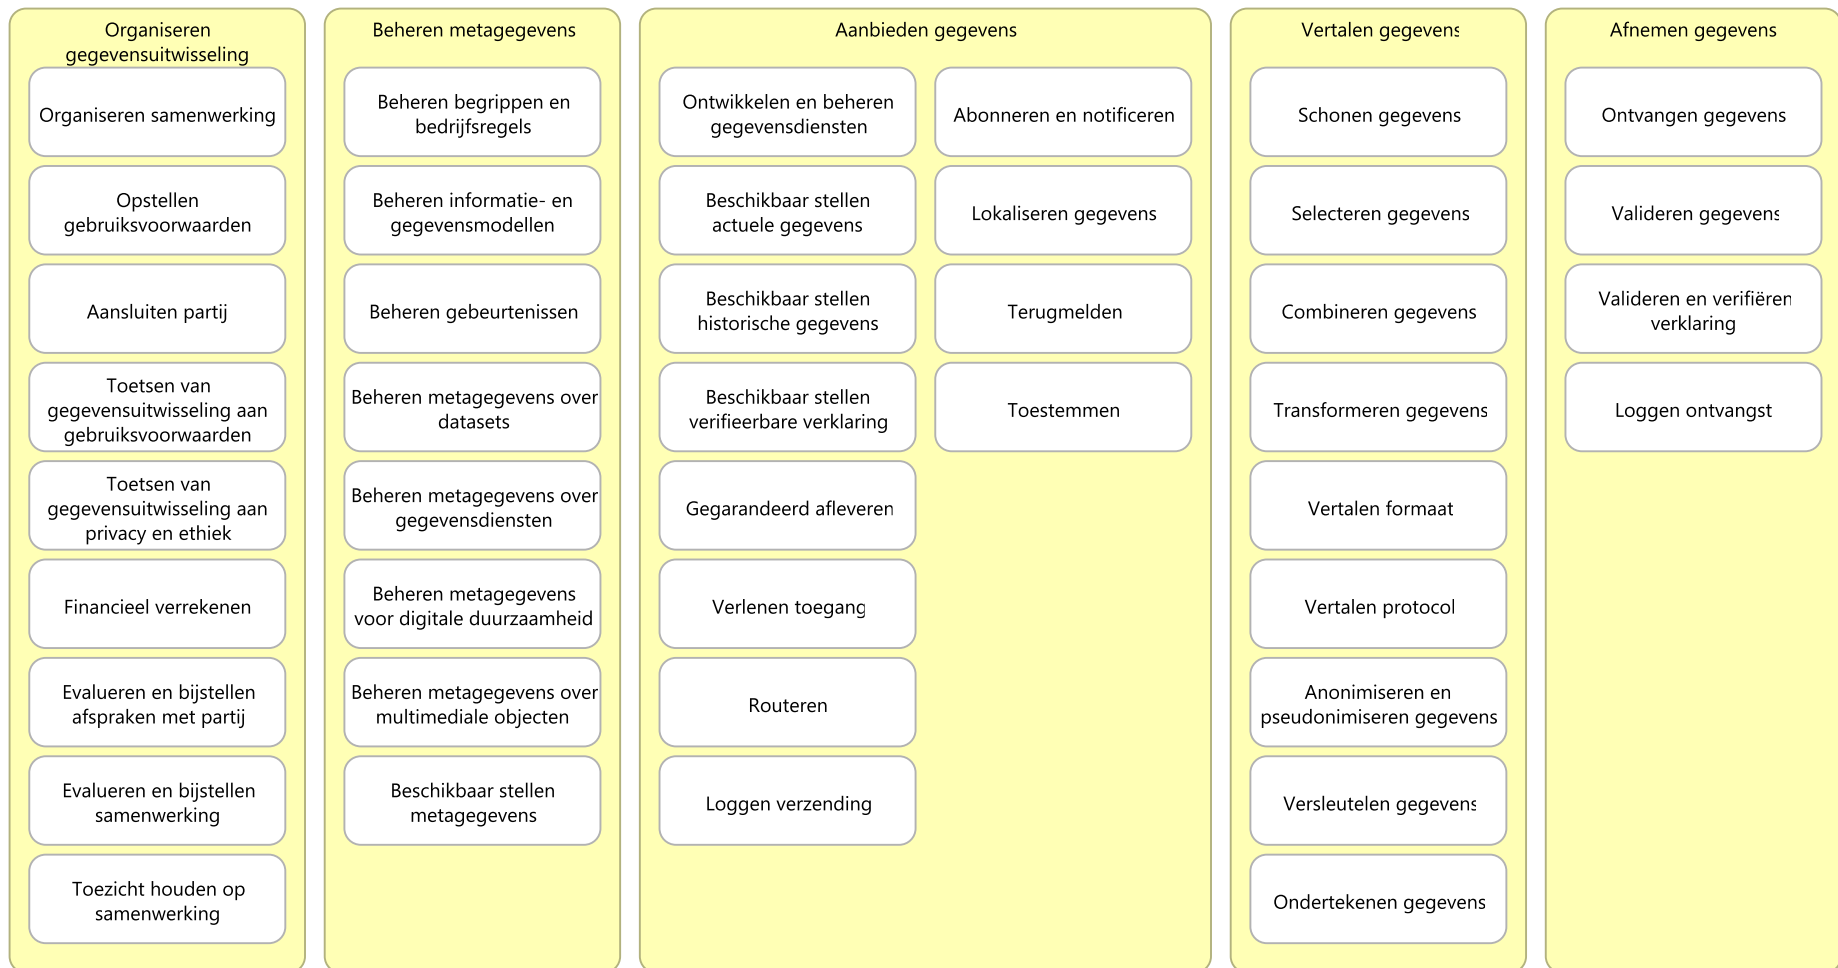 Organiseren
gegevensuitwisseling
Organiseren samenwerking
Opstellen
gebruiksvoorwaarden
Aansluiten partij
Toetsen van
gegevensuitwisseling aan
gebruiksvoorwaarden
Toetsen van
gegevensuitwisseling aan
privacy en ethiek
Financieel verrekenen
Evalueren en bijstellen
afspraken met partij
Evalueren en bijstellen
samenwerking
Toezicht houden op
samenwerking
Beheren metagegevens
Beheren begrippen en
bedrijfsregels
Beheren informatie- en
gegevensmodellen
Beheren gebeurtenissen
Beheren metagegevens over
datasets
Beheren metagegevens over
gegevensdiensten
Beheren metagegevens
voor digitale duurzaamheid
Beheren metagegevens over
multimediale objecten
Beschikbaar stellen
metagegevens
Aanbieden gegevens
Ontwikkelen en beheren
gegevensdiensten
Beschikbaar stellen
actuele gegevens
Beschikbaar stellen
historische gegevens
Beschikbaar stellen
verifieerbare verklaring
Gegarandeerd afleveren
Verlenen toegang
Routeren
Loggen verzending
Abonneren en notificeren
Lokaliseren gegevens
Terugmelden
Toestemmen
Vertalen gegevens
Schonen gegevens
Selecteren gegevens
Combineren gegevens
Transformeren gegevens
Vertalen formaat
Vertalen protocol
Anonimiseren en
pseudonimiseren gegevens
Versleutelen gegevens
Ondertekenen gegevens
Afnemen gegevens
Ontvangen gegevens
Valideren gegevens
Valideren en verifiëren
verklaring
Loggen ontvangst